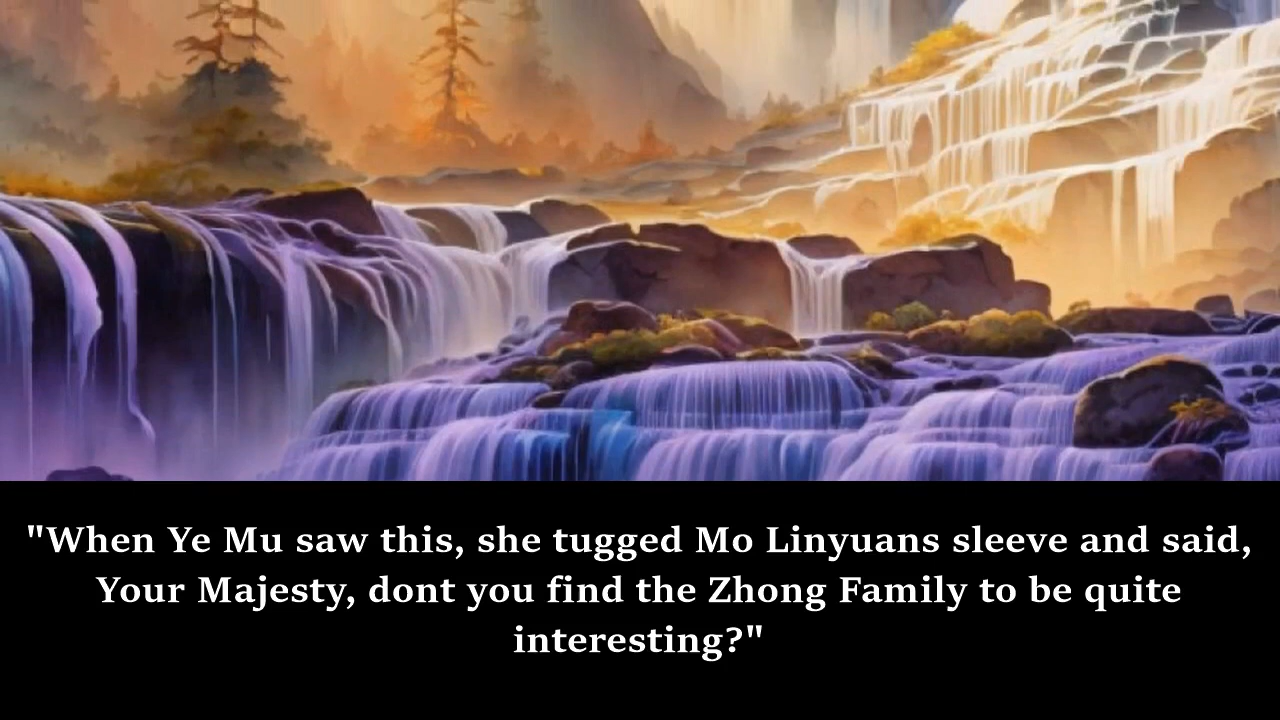 "When Ye Mu saw this, she tugged Mo Linyuans sleeve and said,
Your Majesty, dont you find the Zhong Family to be quite
interesting?"